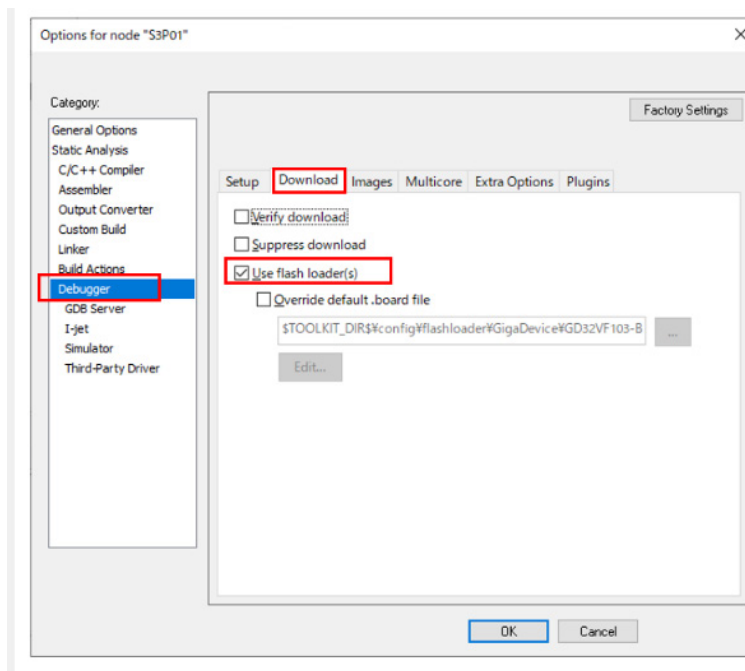 Options for node "S3P01"
Category:
Factory Settings
General Options
Static Analysis
C/C++ Compiler
Assembler
Output Converter
Custom Build
Linker
Build Actions
Debugger
GDB Server
I-jet
Simulator
Third-Party Driver
Setup Download Images Multicore Extra Options Plugins
Verify download
Suppress download
Use flash loader(s)
Override default .board file
$TOOLKIT_DIR$¥config¥flashloader¥GigaDevice¥GD32VF103-B
...
Edit...
OK Cancel